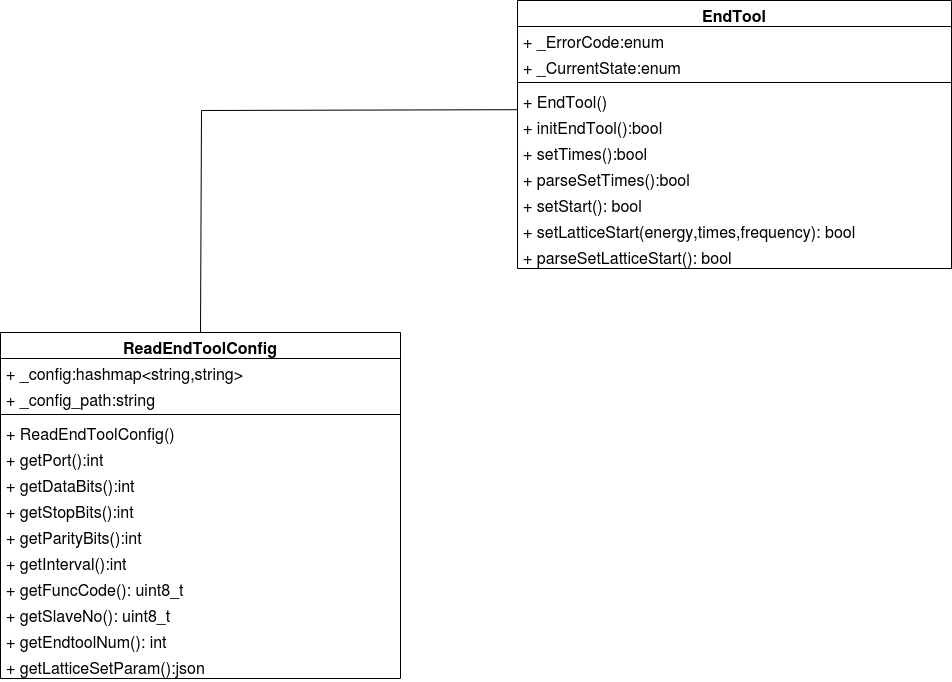 EndTool
+ _ErrorCode:enum
+ _CurrentState:enum
+ EndTool()
+ initEndTool():bool
+ setTimes():bool
+ parseSetTimes():bool
+ setStart(): bool
+ setLatticeStart(energy,times,frequency): bool
+ parseSetLatticeStart(): bool
ReadEndToolConfig
+ _config:hashmap<string,string>
+ _config_path:string
+ ReadEndToolConfig()
+ getPort():int
+ getDataBits():int
+ getStopBits():int
+ getParityBits():int
+ getInterval():int
+ getFuncCode(): uint8_t
+ getSlaveNo(): uint8_t
+ getEndtoolNum(): int
+ getLatticeSetParam():json